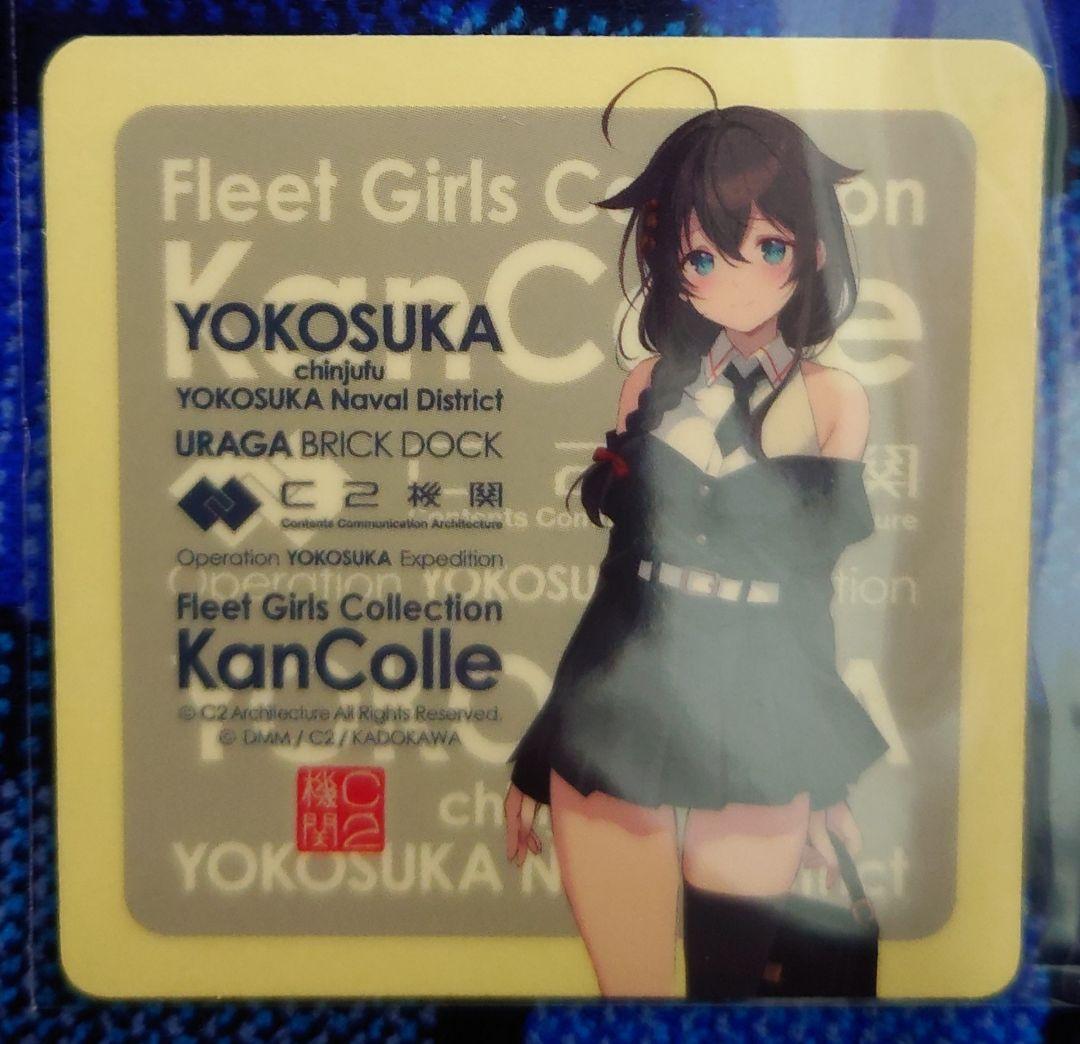 Fleet Girls Collection
KanColle
YOKOSUKA
chinjufu
YOKOSUKA Naval District
URAGA BRICK DOCK
C2機関
Contents Communication Architecture
Operation YOKOSUKA Expedition
Fleet Girls Collection
KanColle
© C2 Architecture All Rights Reserved.
© DMM / C2 / KADOKAWA
C2機関
YOKOSUKA N